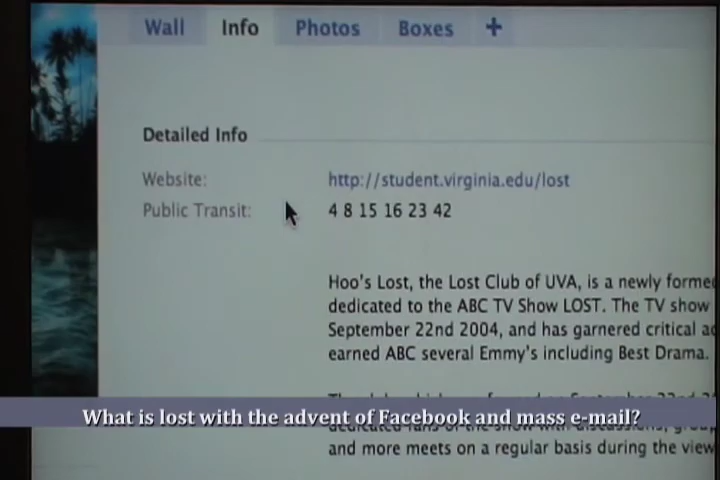 Wall Info Photos Boxes +
Detailed Info
Website: http://student.virginia.edu/lost
Public Transit: 4 8 15 16 23 42
Hoo's Lost, the Lost Club of UVA, is a newly
dedicated to the ABC TV Show LOST. The TV show
September 22nd 2004, and has garnered critical
earned ABC several Emmy's including Best Drama.
What is lost with the advent of Facebook and mass e-mail?
and more meets on a regular basis during the